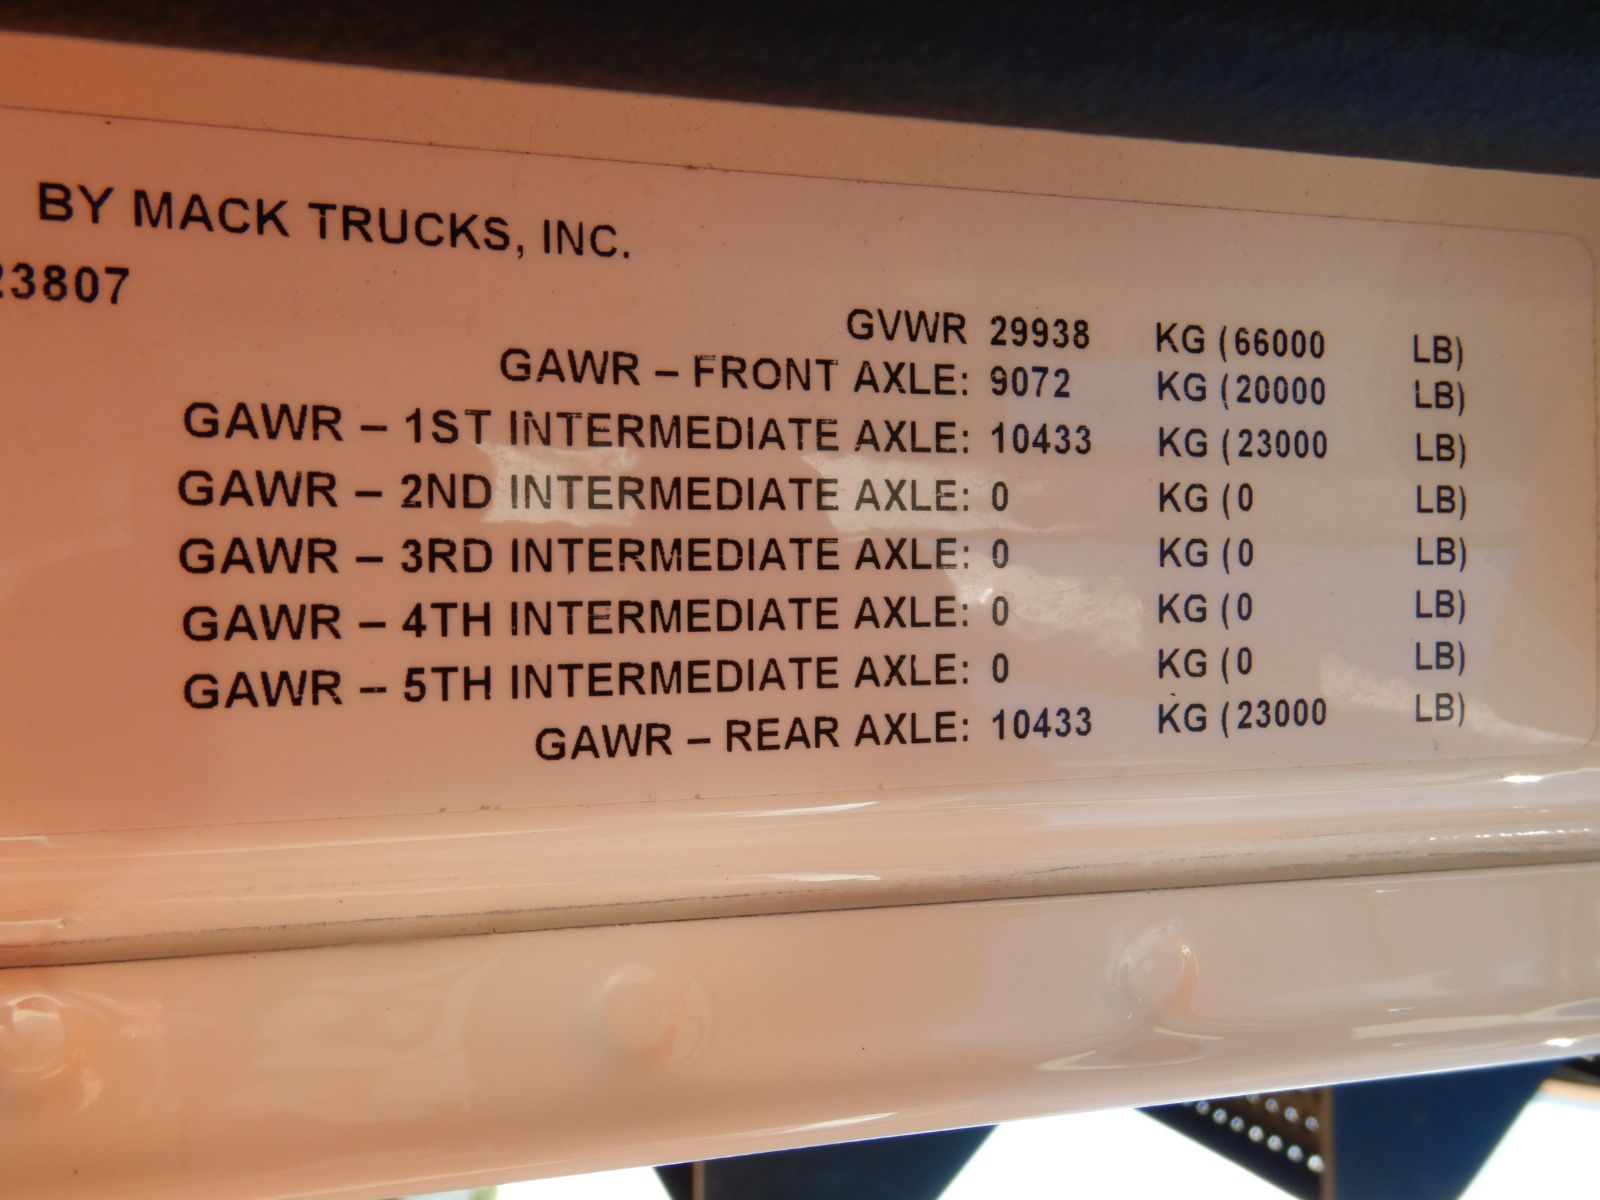 BY MACK TRUCKS, INC.
23807
GVWR 29938 KG (66000 LB)
GAWR – FRONT AXLE: 9072 KG (20000 LB)
GAWR – 1ST INTERMEDIATE AXLE: 10433 KG (23000 LB)
GAWR – 2ND INTERMEDIATE AXLE: 0 KG (0 LB)
GAWR – 3RD INTERMEDIATE AXLE: 0 KG (0 LB)
GAWR – 4TH INTERMEDIATE AXLE: 0 KG (0 LB)
GAWR – 5TH INTERMEDIATE AXLE: 0 KG (0 LB)
GAWR – REAR AXLE: 10433 KG (23000 LB)